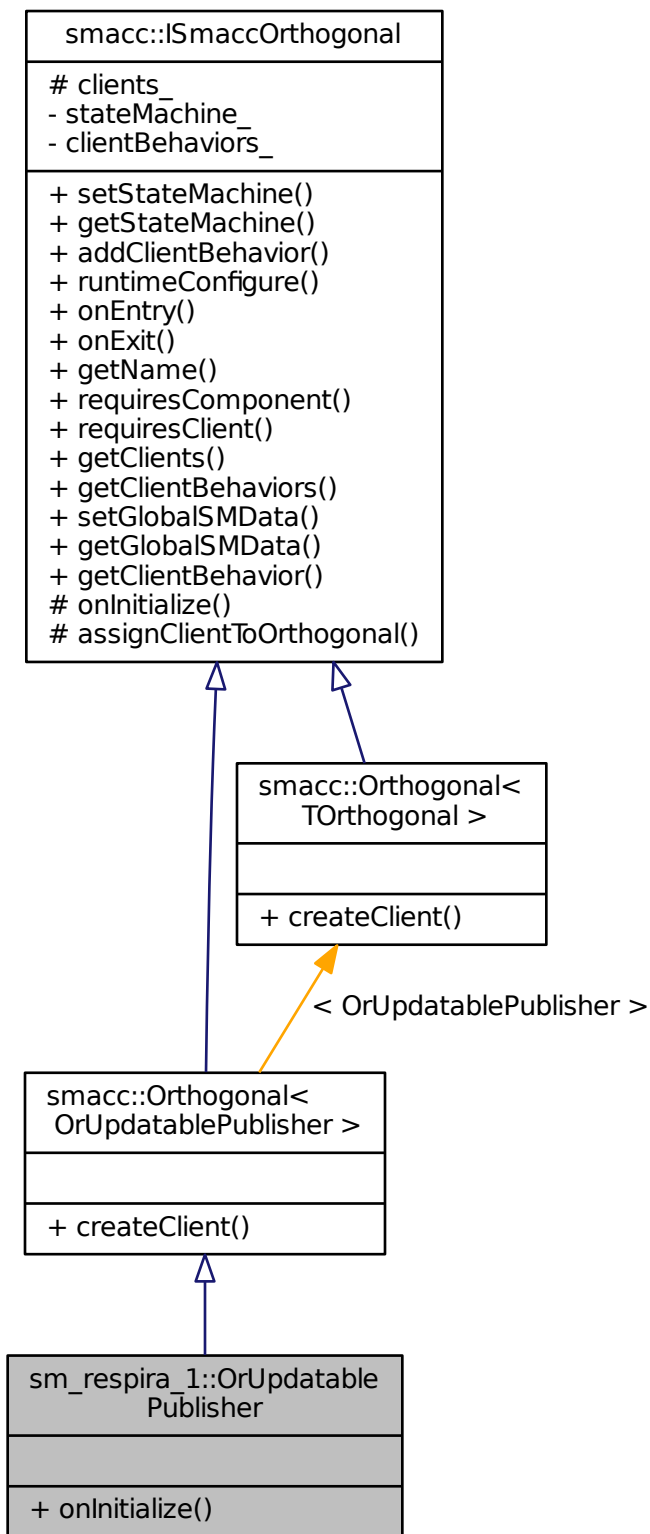 smacc::ISmaccOrthogonal
# clients_
- stateMachine_
- clientBehaviors_
+ setStateMachine()
+ getStateMachine()
+ addClientBehavior()
+ runtimeConfigure()
+ onEntry()
+ onExit()
+ getName()
+ requiresComponent()
+ requiresClient()
+ getClients()
+ getClientBehaviors()
+ setGlobalSMData()
+ getGlobalSMData()
+ getClientBehavior()
# onInitialize()
# assignClientToOrthogonal()
smacc::Orthogonal<
TOrthogonal >
+ createClient()
< OrUpdatablePublisher >
smacc::Orthogonal<
OrUpdatablePublisher >
+ createClient()
sm_respira_1::OrUpdatable
Publisher
+ onInitialize()